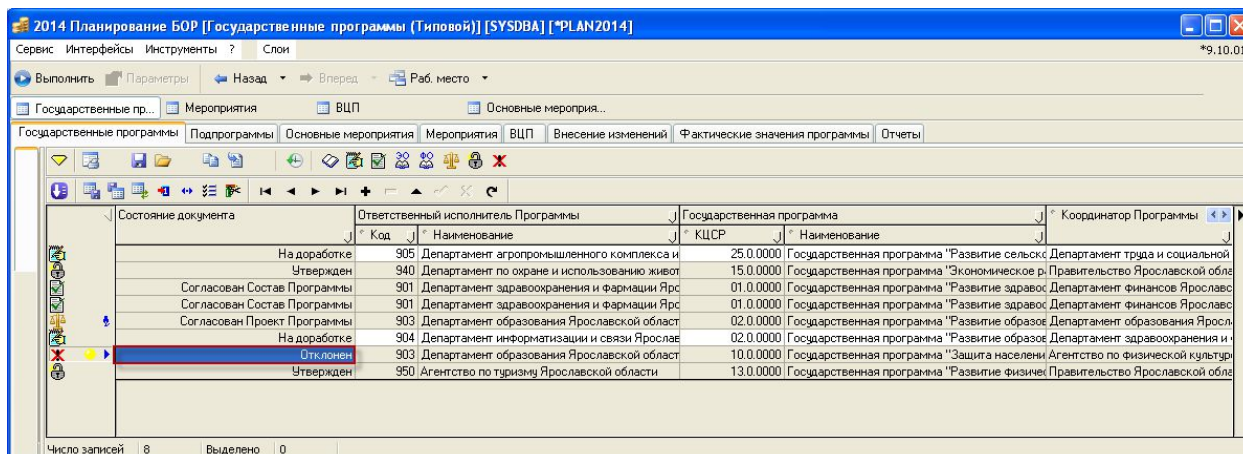 2014 Планирование БОР [Государственные программы (Типовой)] [SYSDBA] [*PLAN2014]
Сервис Интерфейсы Инструменты ? Слои *9.10.01
Выполнить Параметры Назад Вперед Раб. место
Государственные пр... Мероприятия ВЦП Основные мероприя...
Государственные программы Подпрограммы Основные мероприятия Мероприятия ВЦП Внесение изменений Фактические значения программы Отчеты
Состояние документа Ответственный исполнитель Программы Государственная программа Координатор Программы
Код Наименование КЦСР Наименование
На доработке 905 Департамент агропромышленного комплекса и 25.0.0000 Государственная программа "Развитие сельскс Департамент труда и социальной
Утвержден 940 Департамент по охране и использованию живот 15.0.0000 Государственная программа "Экономическое р Правительство Ярославской обла
Согласован Состав Программы 901 Департамент здравоохранения и фармации Ярс 01.0.0000 Государственная программа "Развитие здравос Департамент финансов Ярославс
Согласован Состав Программы 901 Департамент здравоохранения и фармации Ярс 01.0.0000 Государственная программа "Развитие здравос Департамент финансов Ярославс
Согласован Проект Программы 903 Департамент образования Ярославской област 02.0.0000 Государственная программа "Развитие образов Департамент образования Яросл
На доработке 904 Департамент информатизации и связи Ярослав 02.0.0000 Государственная программа "Развитие образов Департамент здравоохранения и
Отклонен 903 Департамент образования Ярославской област 10.0.0000 Государственная программа "Защита населени Агентство по физической культур
Утвержден 950 Агентство по туризму Ярославской области 13.0.0000 Государственная программа "Развитие физиче Правительство Ярославской обла
Число записей 8 Выделено 0